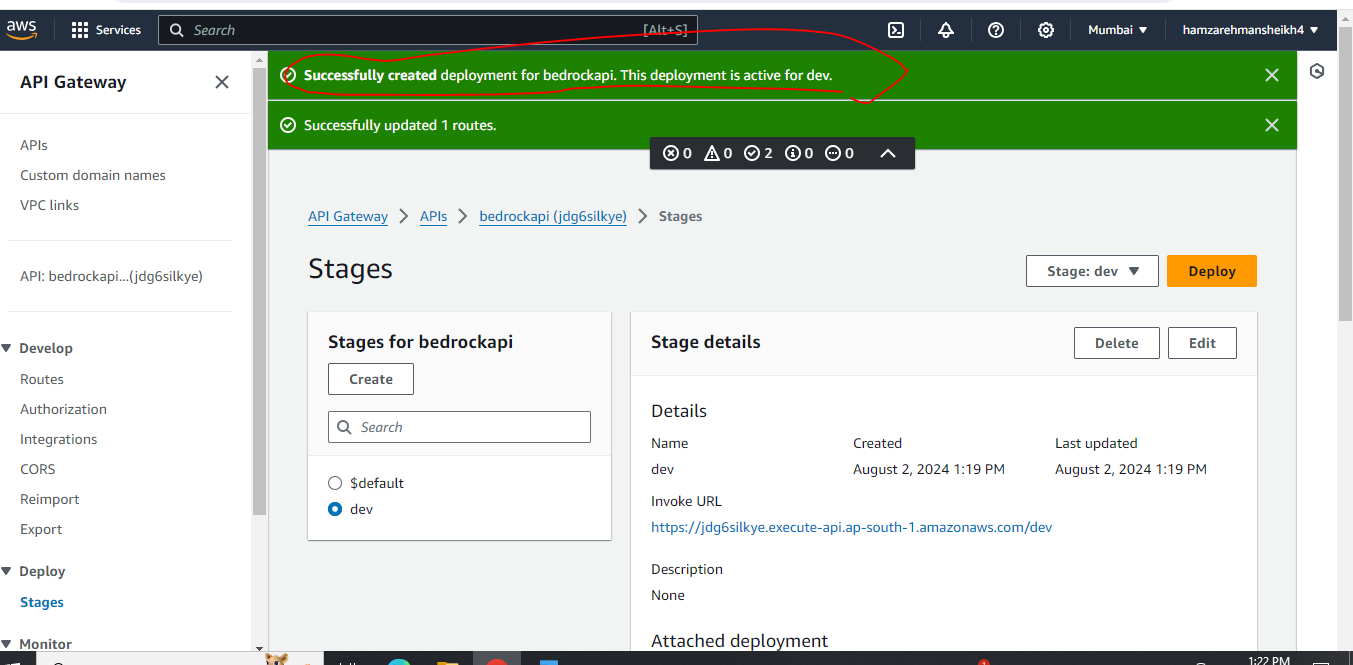 aws Services Search [Alt+S] Mumbai ▼ hamzarehmansheikh4 ▼
API Gateway
APIs
Custom domain names
VPC links
API: bedrockapi...(jdg6silkye)
Develop
Routes
Authorization
Integrations
CORS
Reimport
Export
Deploy
Stages
Monitor
Successfully created deployment for bedrockapi. This deployment is active for dev.
Successfully updated 1 routes.
0 0 2 0 0
API Gateway > APIs > bedrockapi (jdg6silkye) > Stages
Stages
Stage: dev ▼ Deploy
Stages for bedrockapi
Create
Search
$default
dev
Stage details
Delete Edit
Details
Name Created Last updated
dev August 2, 2024 1:19 PM August 2, 2024 1:19 PM
Invoke URL
https://jdg6silkye.execute-api.ap-south-1.amazonaws.com/dev
Description
None
Attached deployment
1
1:22 PM